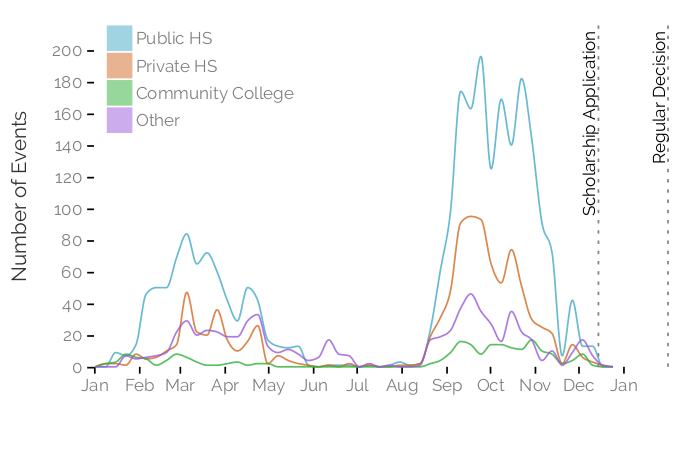 Number of Events
200
180
160
140
120
100
80
60
40
20
0
Public HS
Private HS
Community College
Other
Scholarship Application
Regular Decision
Jan Feb Mar Apr May Jun Jul Aug Sep Oct Nov Dec Jan